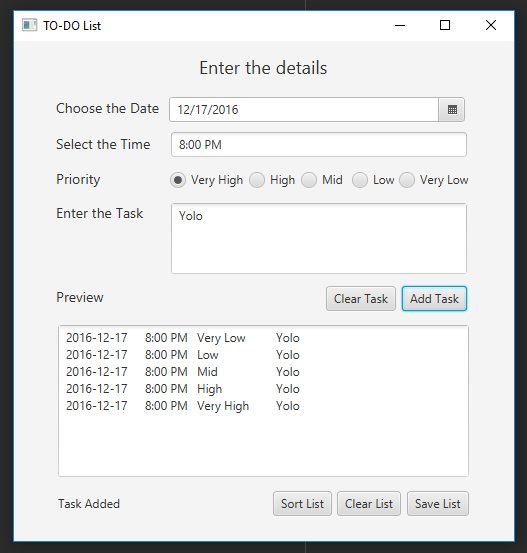 TO-DO List
Enter the details
Choose the Date 12/17/2016
Select the Time 8:00 PM
Priority Very High High Mid Low Very Low
Enter the Task Yolo
Preview Clear Task Add Task
2016-12-17 8:00 PM Very Low Yolo
2016-12-17 8:00 PM Low Yolo
2016-12-17 8:00 PM Mid Yolo
2016-12-17 8:00 PM High Yolo
2016-12-17 8:00 PM Very High Yolo
Task Added Sort List Clear List Save List